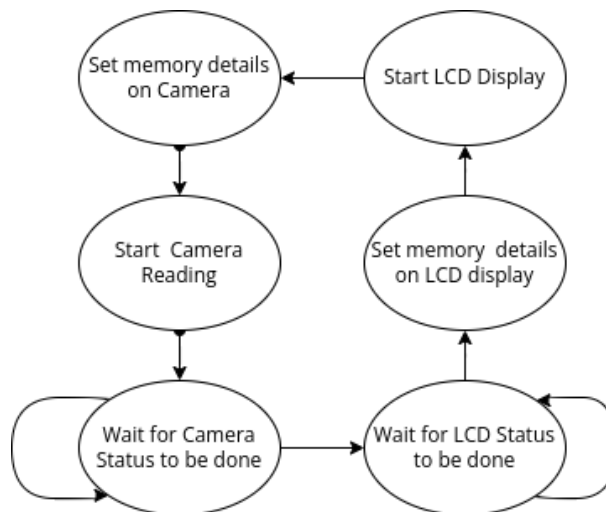 Set memory details
on Camera
Start LCD Display
Start Camera
Reading
Set memory details
on LCD display
Wait for Camera
Status to be done
Wait for LCD Status
to be done